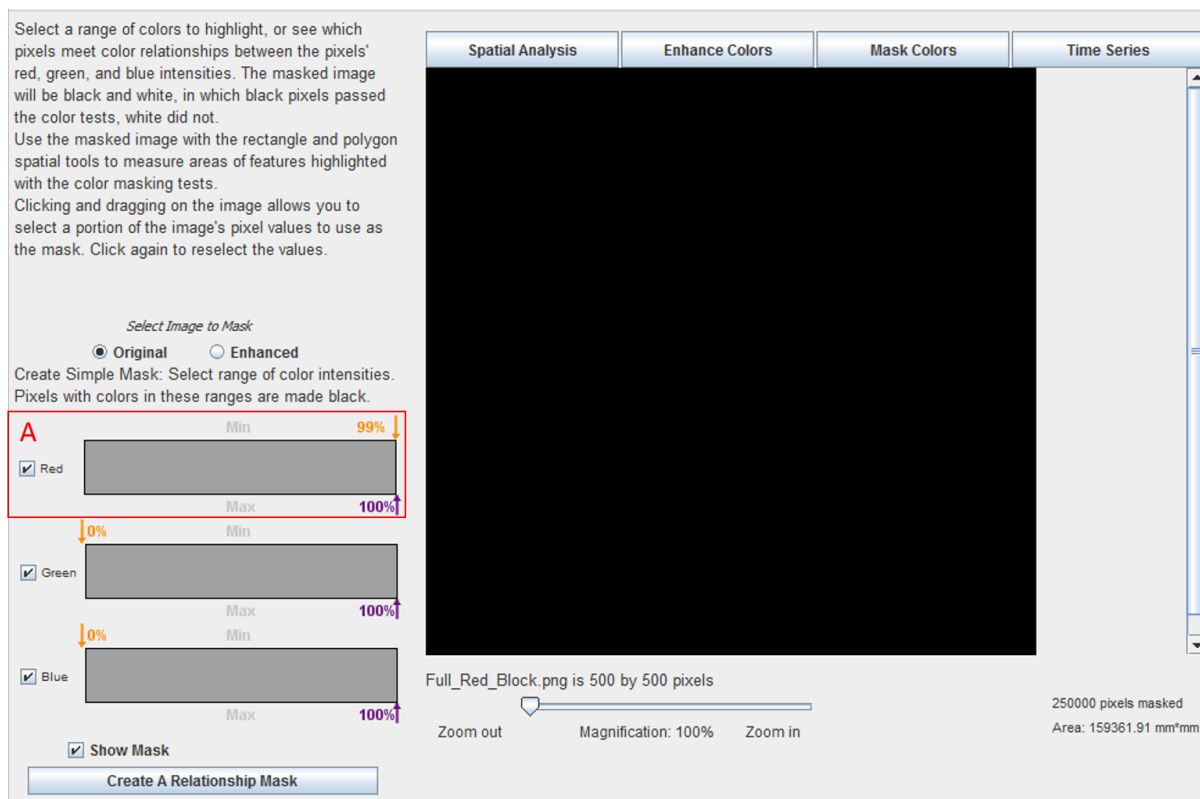 Select a range of colors to highlight, or see which
pixels meet color relationships between the pixels'
red, green, and blue intensities. The masked image
will be black and white, in which black pixels passed
the color tests, white did not.
Use the masked image with the rectangle and polygon
spatial tools to measure areas of features highlighted
with the color masking tests.
Clicking and dragging on the image allows you to
select a portion of the image's pixel values to use as
the mask. Click again to reselect the values.
Select Image to Mask
Original Enhanced
Create Simple Mask: Select range of color intensities.
Pixels with colors in these ranges are made black.
A
Min 99%
Red
Max 100%
0% Min
Green
Max 100%
0% Min
Blue
Max 100%
Show Mask
Create A Relationship Mask
Spatial Analysis Enhance Colors Mask Colors Time Series
Full_Red_Block.png is 500 by 500 pixels
Zoom out Magnification: 100% Zoom in
250000 pixels masked
Area: 159361.91 mm*mm